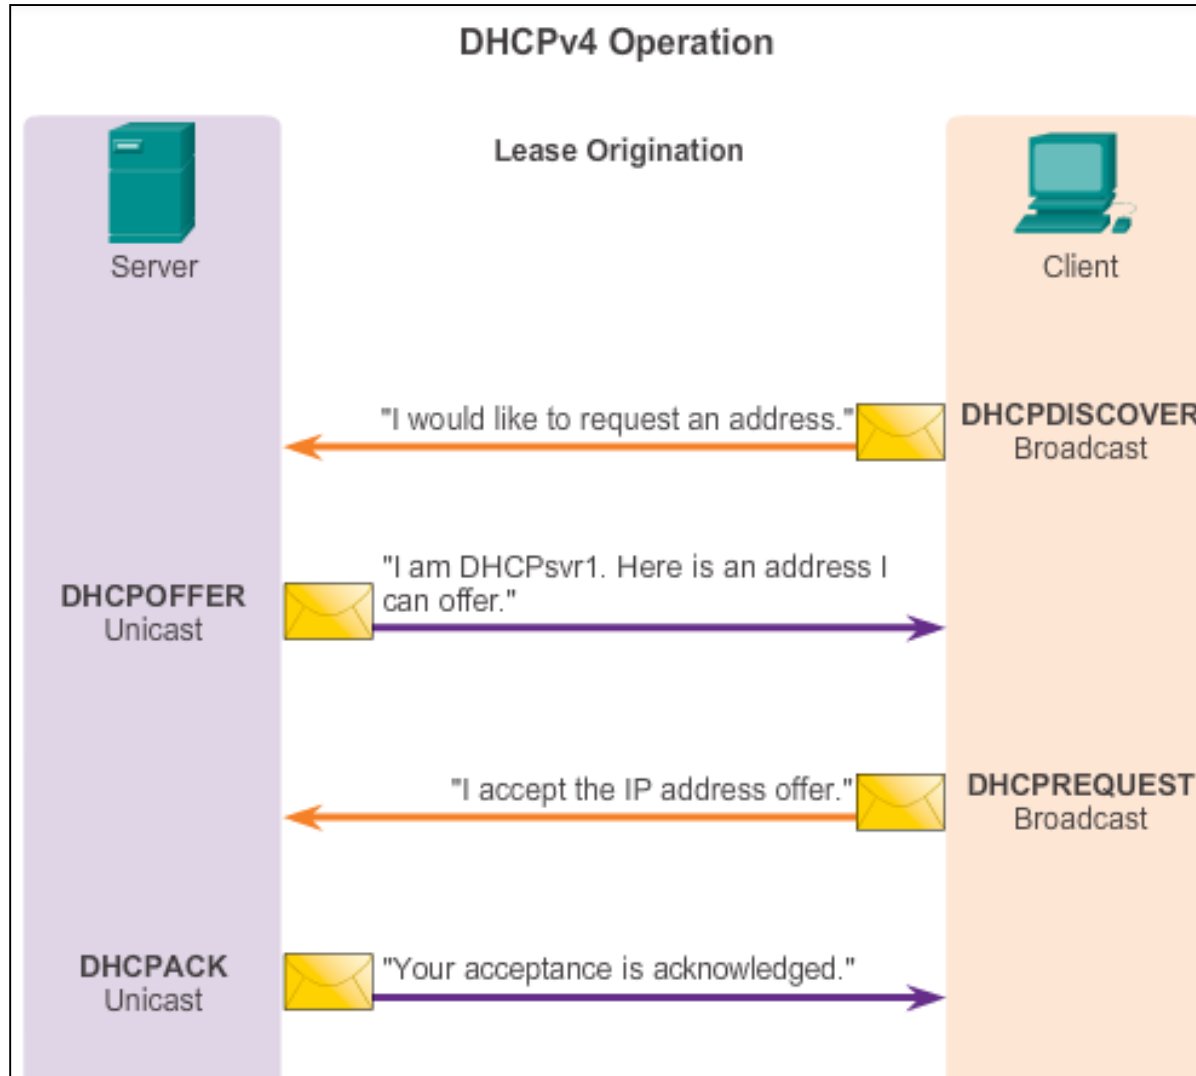 DHCPv4 Operation
Lease Origination
Server
Client
"I would like to request an address."
DHCPDISCOVER
Broadcast
"I am DHCPsvr1. Here is an address I
can offer."
DHCPOFFER
Unicast
"I accept the IP address offer."
DHCPREQUEST
Broadcast
DHCPACK
Unicast
"Your acceptance is acknowledged."